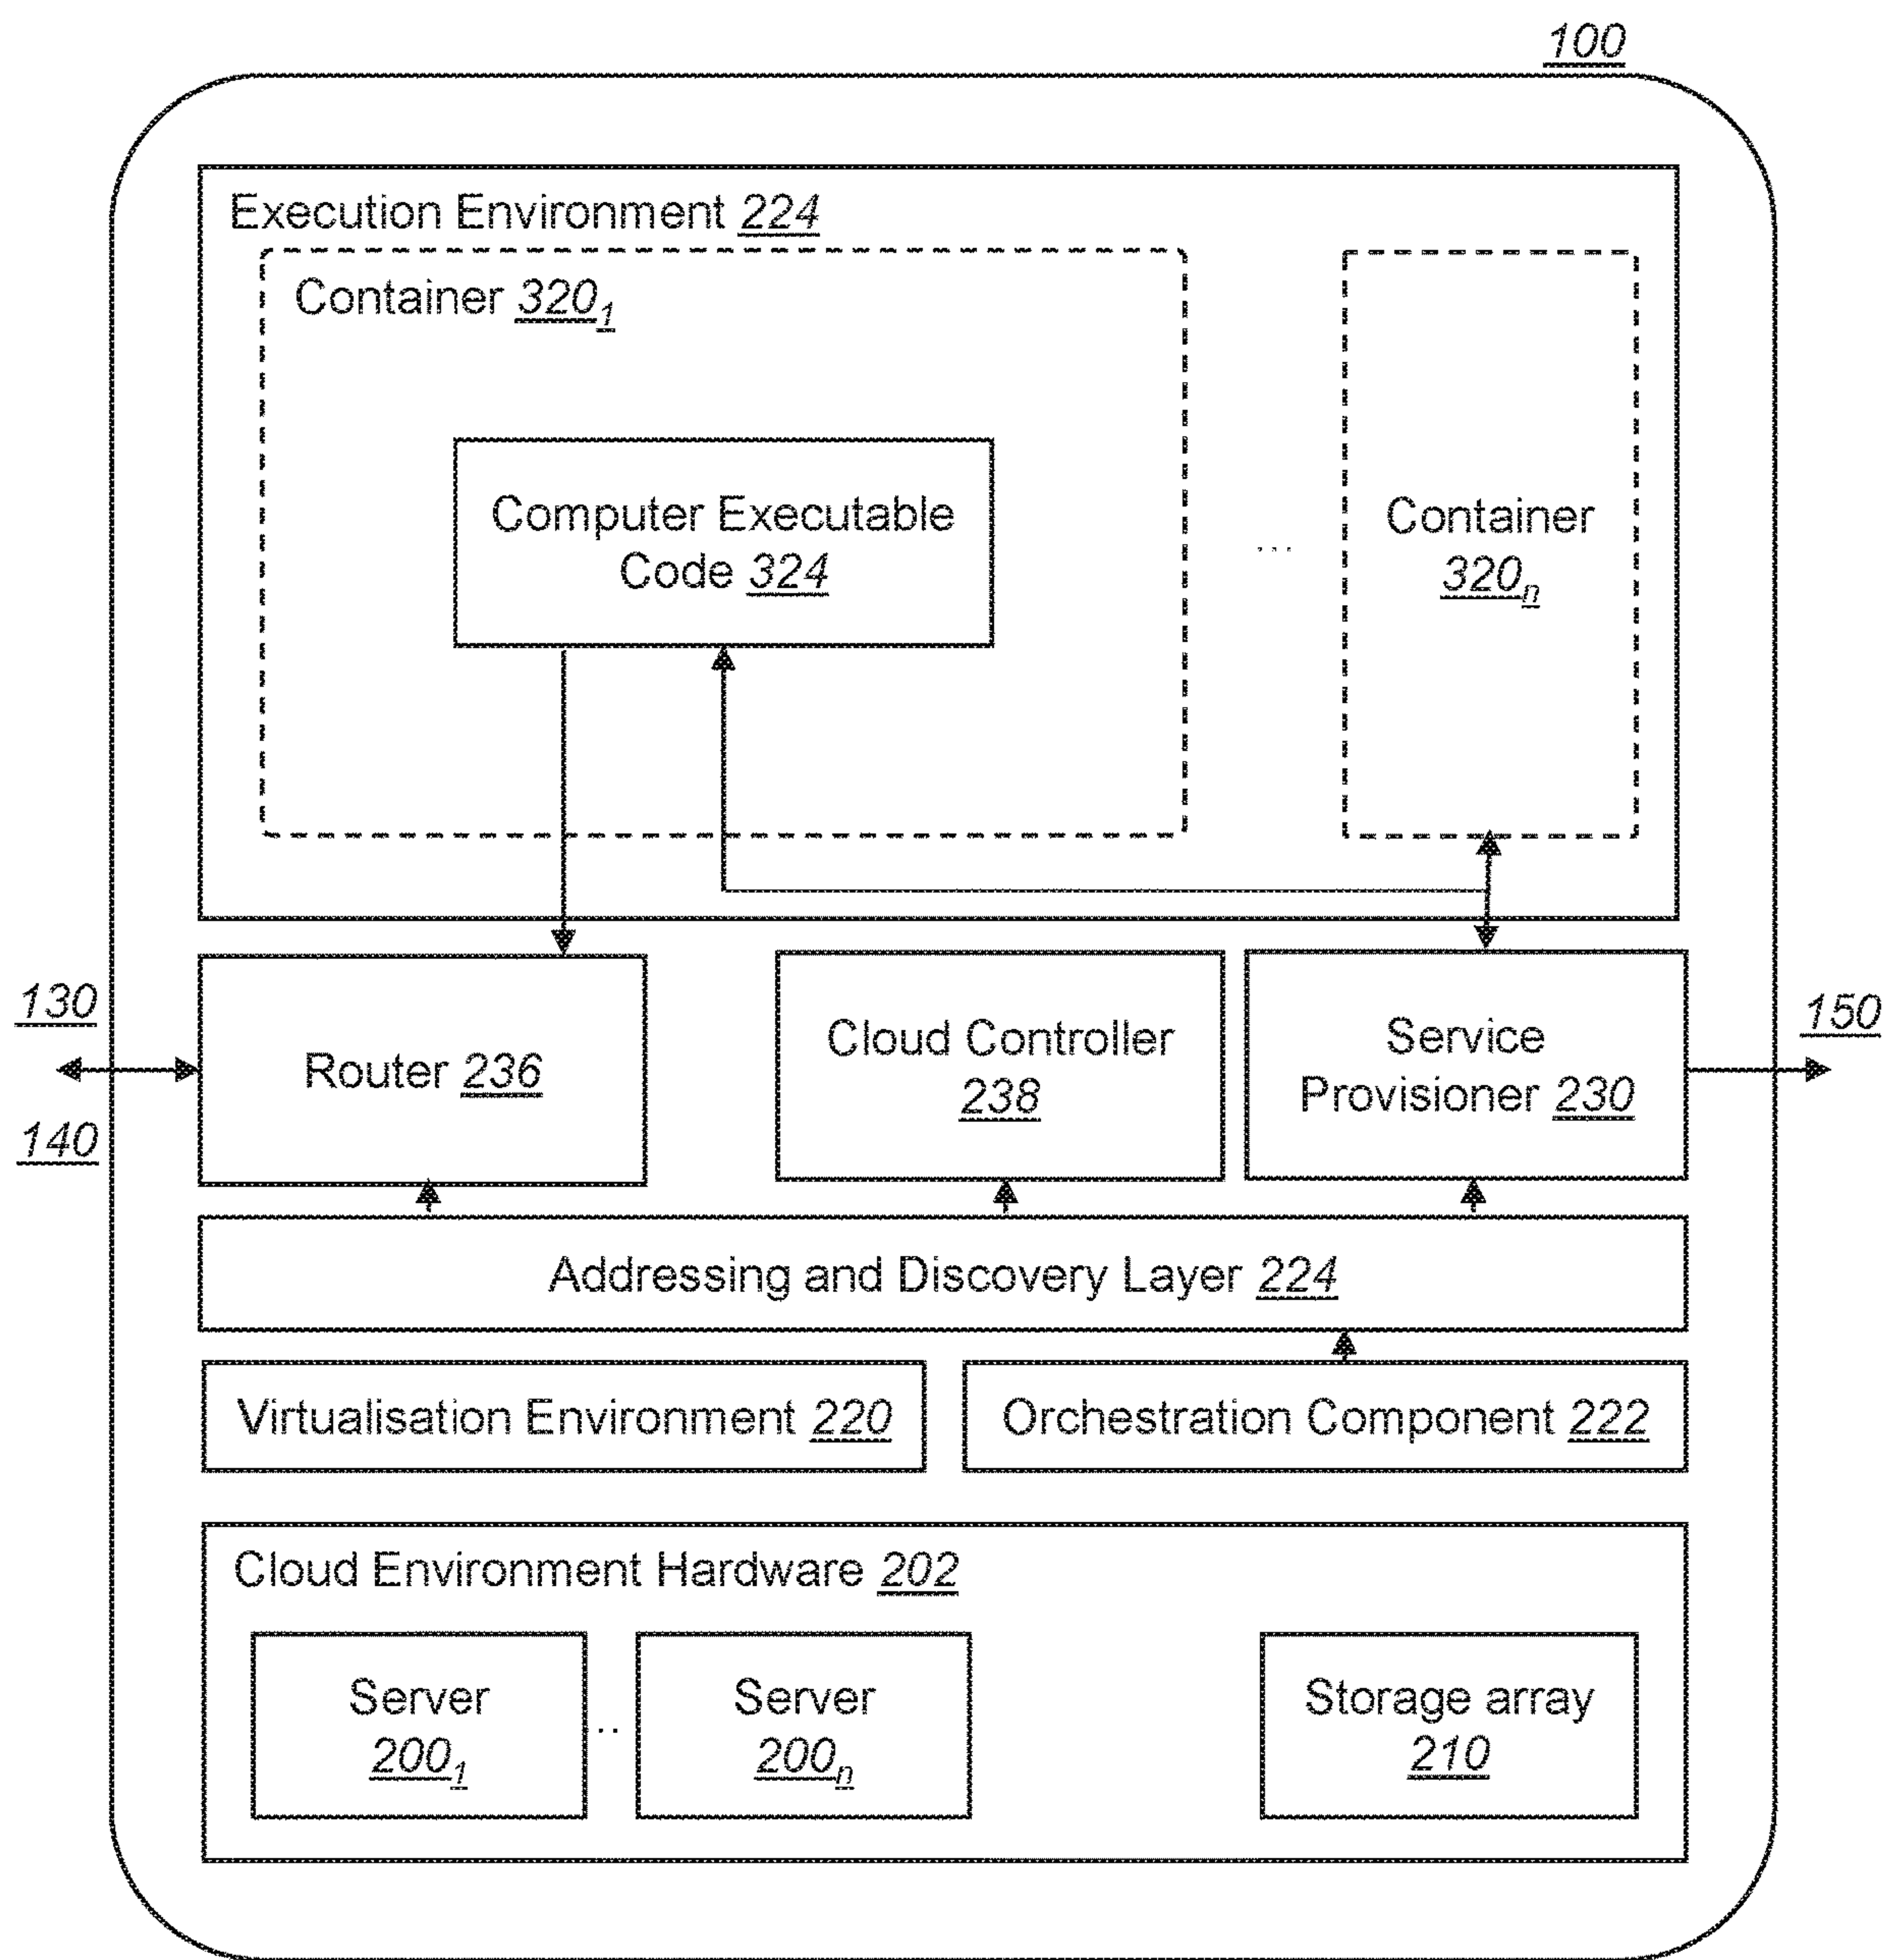 100
Execution Environment 224
Container 320₁
Computer Executable
Code 324
...
Container
320ₙ
130
140
Router 236
Cloud Controller
238
Service
Provisioner 230
150
Addressing and Discovery Layer 224
Virtualisation Environment 220
Orchestration Component 222
Cloud Environment Hardware 202
Server
200₁
..
Server
200ₙ
Storage array
210